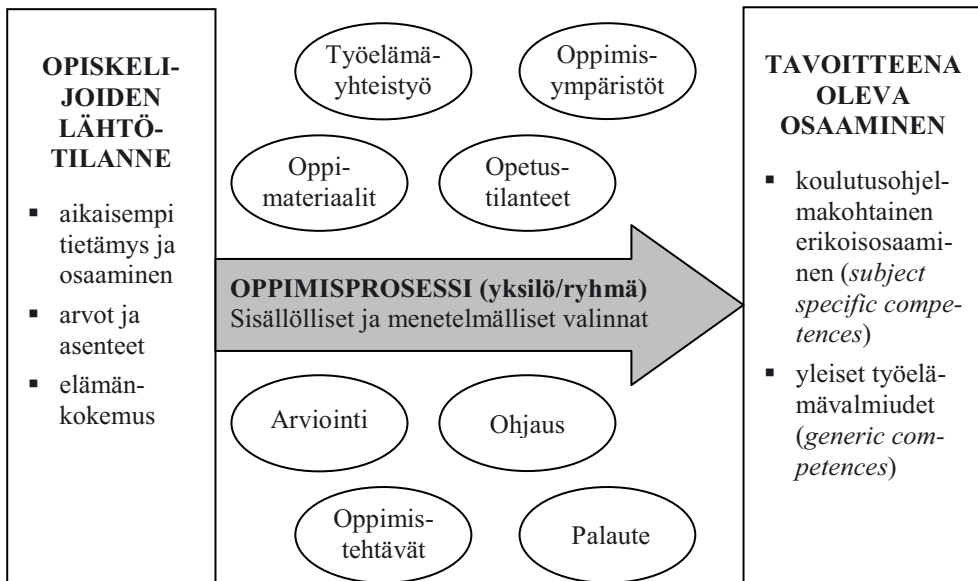 OPISKELI-
JOIDEN
LÄHTÖ-
TILANNE
▪ aikaisempi
tietämys ja
osaaminen
▪ arvot ja
asenteet
▪ elämän-
kokemus
Työelämä-
yhteistyö
Oppimis-
ympäristöt
Oppi-
materiaalit
Opetus-
tilanteet
OPPIMISPROSESSI (yksilö/ryhmä)
Sisällölliset ja menetelmälliset valinnat
Arviointi
Ohjaus
Oppimis-
tehtävät
Palaute
TAVOITTEENA
OLEVA
OSAAMINEN
▪ koulutusohjel-
makohtainen
erikoisosaami-
nen (subject
specific compe-
tences)
▪ yleiset työelä-
mävalmiudet
(generic com-
petences)